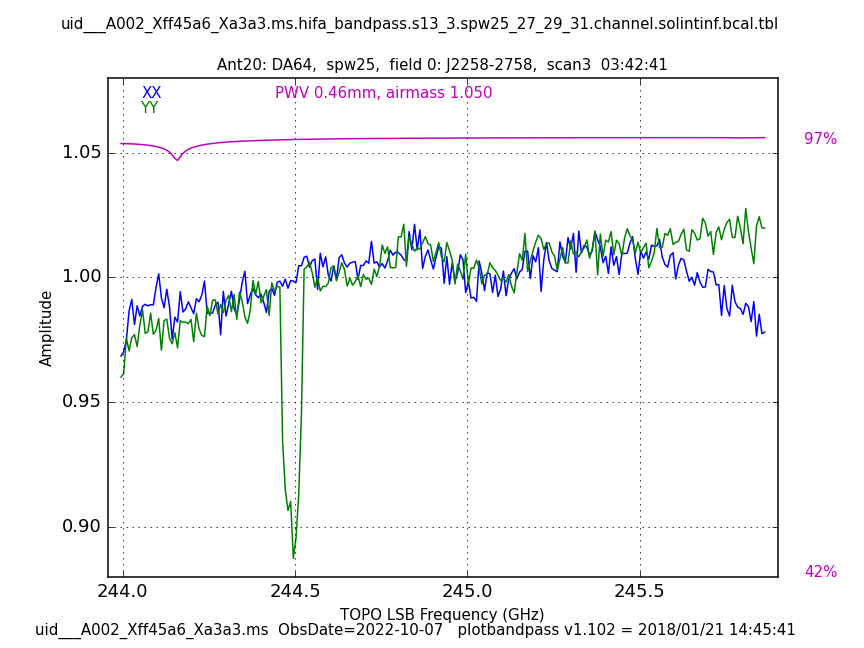 uid___A002_Xff45a6_Xa3a3.ms.hifa_bandpass.s13_3.spw25_27_29_31.channel.solintinf.bcal.tbl
Ant20: DA64,  spw25,  field 0: J2258-2758,  scan3  03:42:41
XX
PWV 0.46mm, airmass 1.050
YY
97%
1.05
1.00
0.95
0.90
Amplitude
42%
244.0
244.5
245.0
245.5
TOPO LSB Frequency (GHz)
uid___A002_Xff45a6_Xa3a3.ms  ObsDate=2022-10-07   plotbandpass v1.102 = 2018/01/21 14:45:41